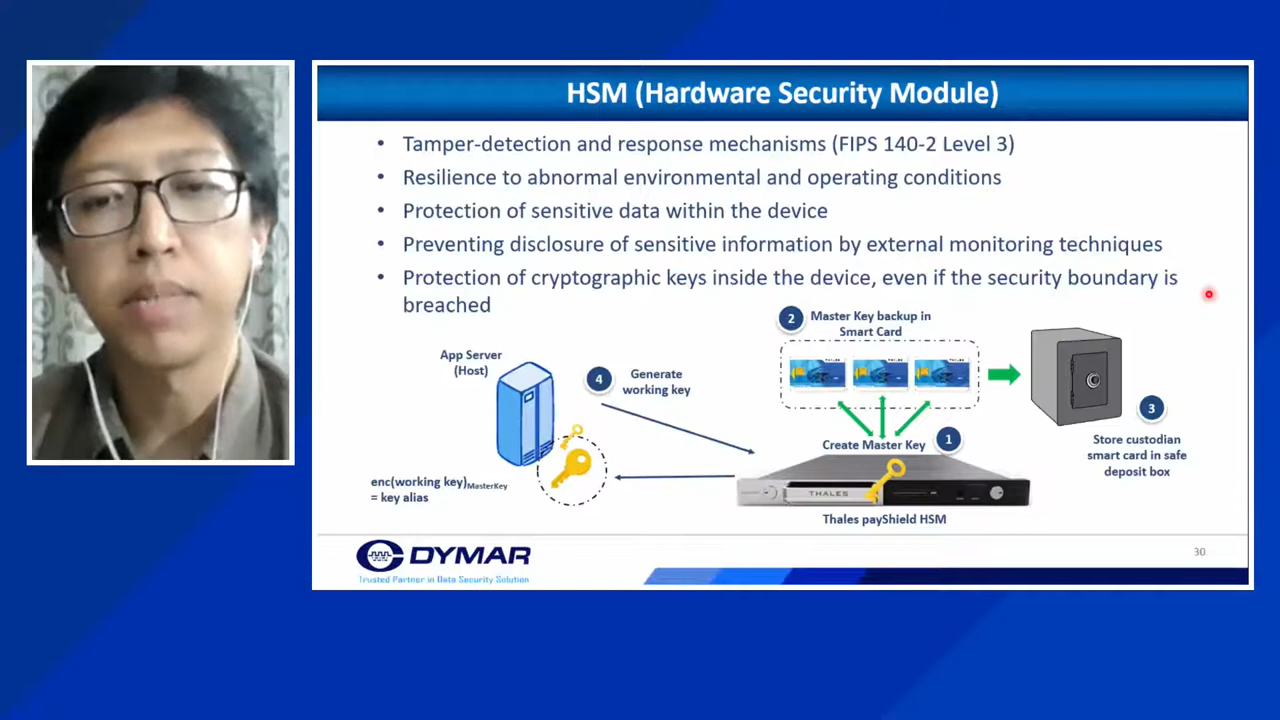 HSM (Hardware Security Module)
• Tamper-detection and response mechanisms (FIPS 140-2 Level 3)
• Resilience to abnormal environmental and operating conditions
• Protection of sensitive data within the device
• Preventing disclosure of sensitive information by external monitoring techniques
• Protection of cryptographic keys inside the device, even if the security boundary is
breached
App Server
(Host)
4
Generate
working key
enc(working key)MasterKey
= key alias
2
Master Key backup in
Smart Card
THALES
THALES
THALES
Create Master Key
1
THALES
Thales payShield HSM
3
Store custodian
smart card in safe
deposit box
DYMAR
Trusted Partner in Data Security Solution
30